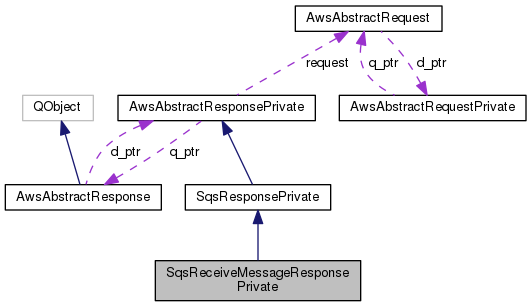 AwsAbstractRequest
request
q_ptr
d_ptr
QObject
AwsAbstractResponsePrivate
AwsAbstractRequestPrivate
d_ptr
q_ptr
AwsAbstractResponse
SqsResponsePrivate
SqsReceiveMessageResponse
Private